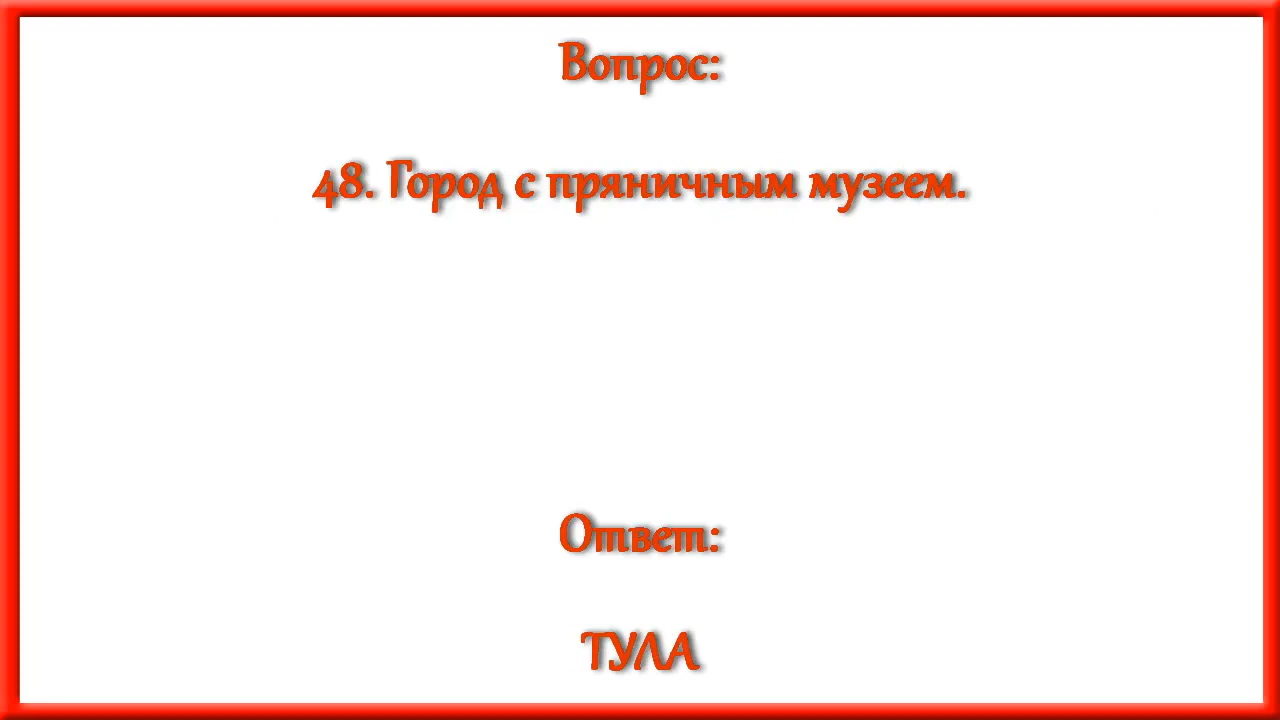 Вопрос:
48. Город с пряничным музеем.
Ответ:
ТУЛА